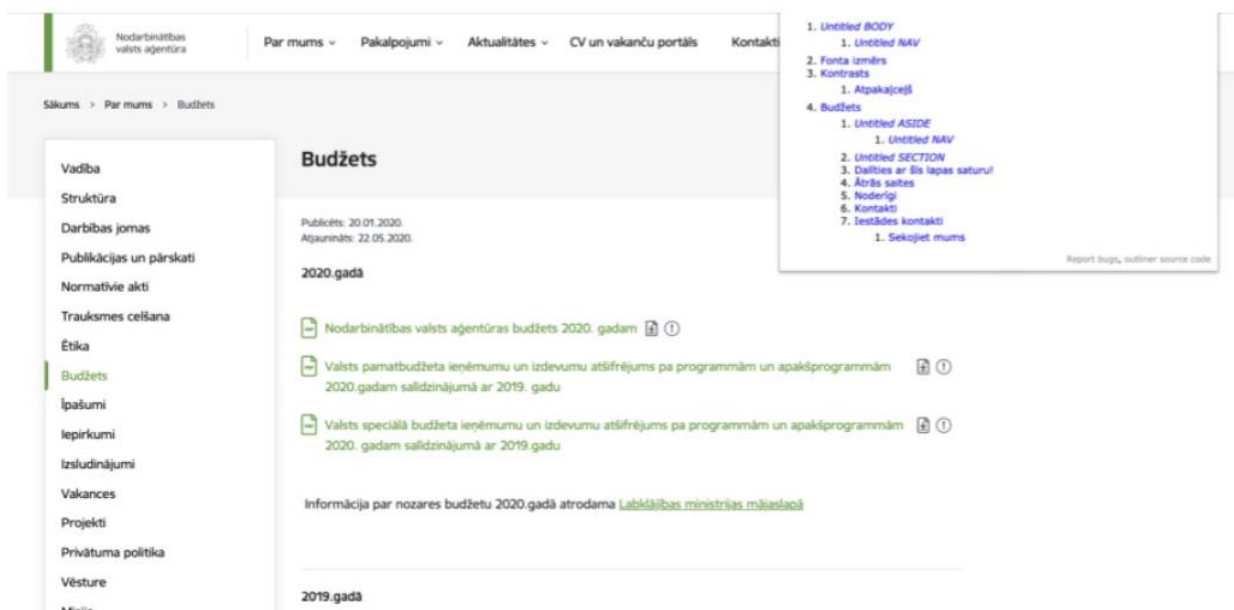 Nodarbinātības
valsts aģentūra
Par mums
Pakalpojumi
Aktualitātes
CV un vakanču portāls
Kontakti
Sākums > Par mums > Budžets
Vadība
Struktūra
Darbības jomas
Publikācijas un pārskati
Normatīvie akti
Trauksmes celšana
Ētika
Budžets
Īpašumi
Iepirkumi
Izsludinājumi
Vakances
Projekti
Privātuma politika
Vēsture
Budžets
Publicēts: 20.01.2020.
Atjaunināts: 22.05.2020.
2020.gadā
Nodarbinātības valsts aģentūras budžets 2020. gadam
Valsts pamatbudžeta ieņēmumu un izdevumu atšifrējums pa programmām un apakšprogrammām
2020.gadam salīdzinājumā ar 2019. gadu
Valsts speciālā budžeta ieņēmumu un izdevumu atšifrējums pa programmām un apakšprogrammām
2020. gadam salīdzinājumā ar 2019.gadu
Informācija par nozares budžetu 2020.gadā atrodama Labklājības ministrijas mājaslapā
2019.gadā
1. Untitled BODY
1. Untitled NAV
2. Fonta izmērs
3. Kontrasts
1. Atpakaļceļš
4. Budžets
1. Untitled ASIDE
1. Untitled NAV
2. Untitled SECTION
3. Dalīties ar šīs lapas saturu!
4. Ātrās saites
5. Noderīgi
6. Kontakti
7. Iestādes kontakti
1. Sekojiet mums
Report bugs, outliner source code